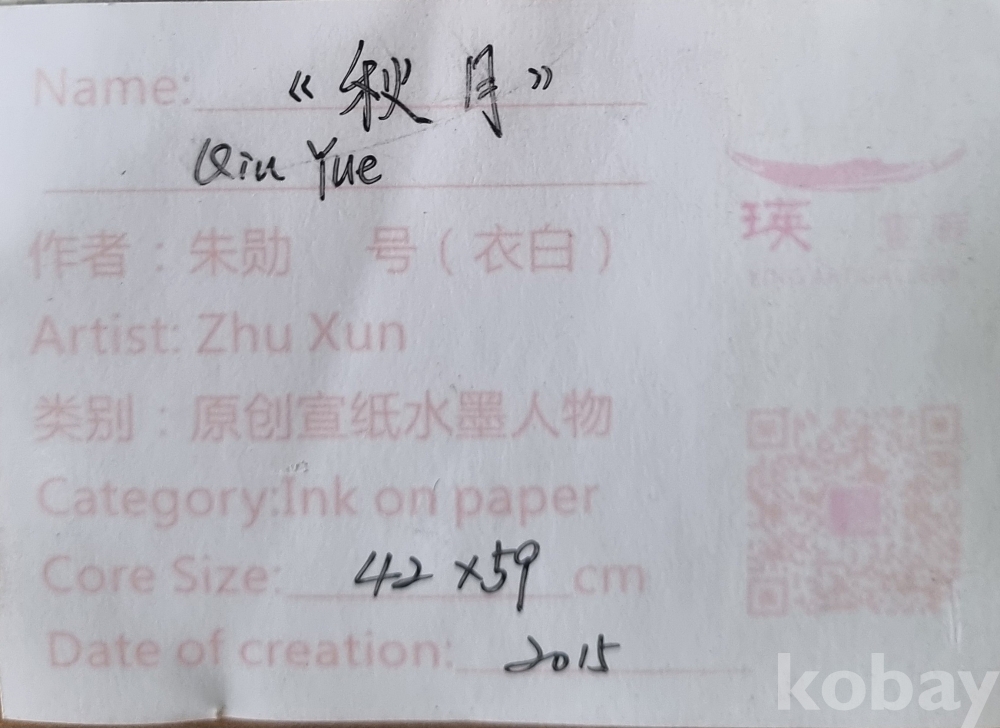 Name: 《秋月》
Qiu Yue
作者：朱勋 号（衣白）
Artist: Zhu Xun
类别：原创宣纸水墨人物
Category:Ink on paper
Core Size: 42×59 cm
Date of creation: 2015
瑛
kobay